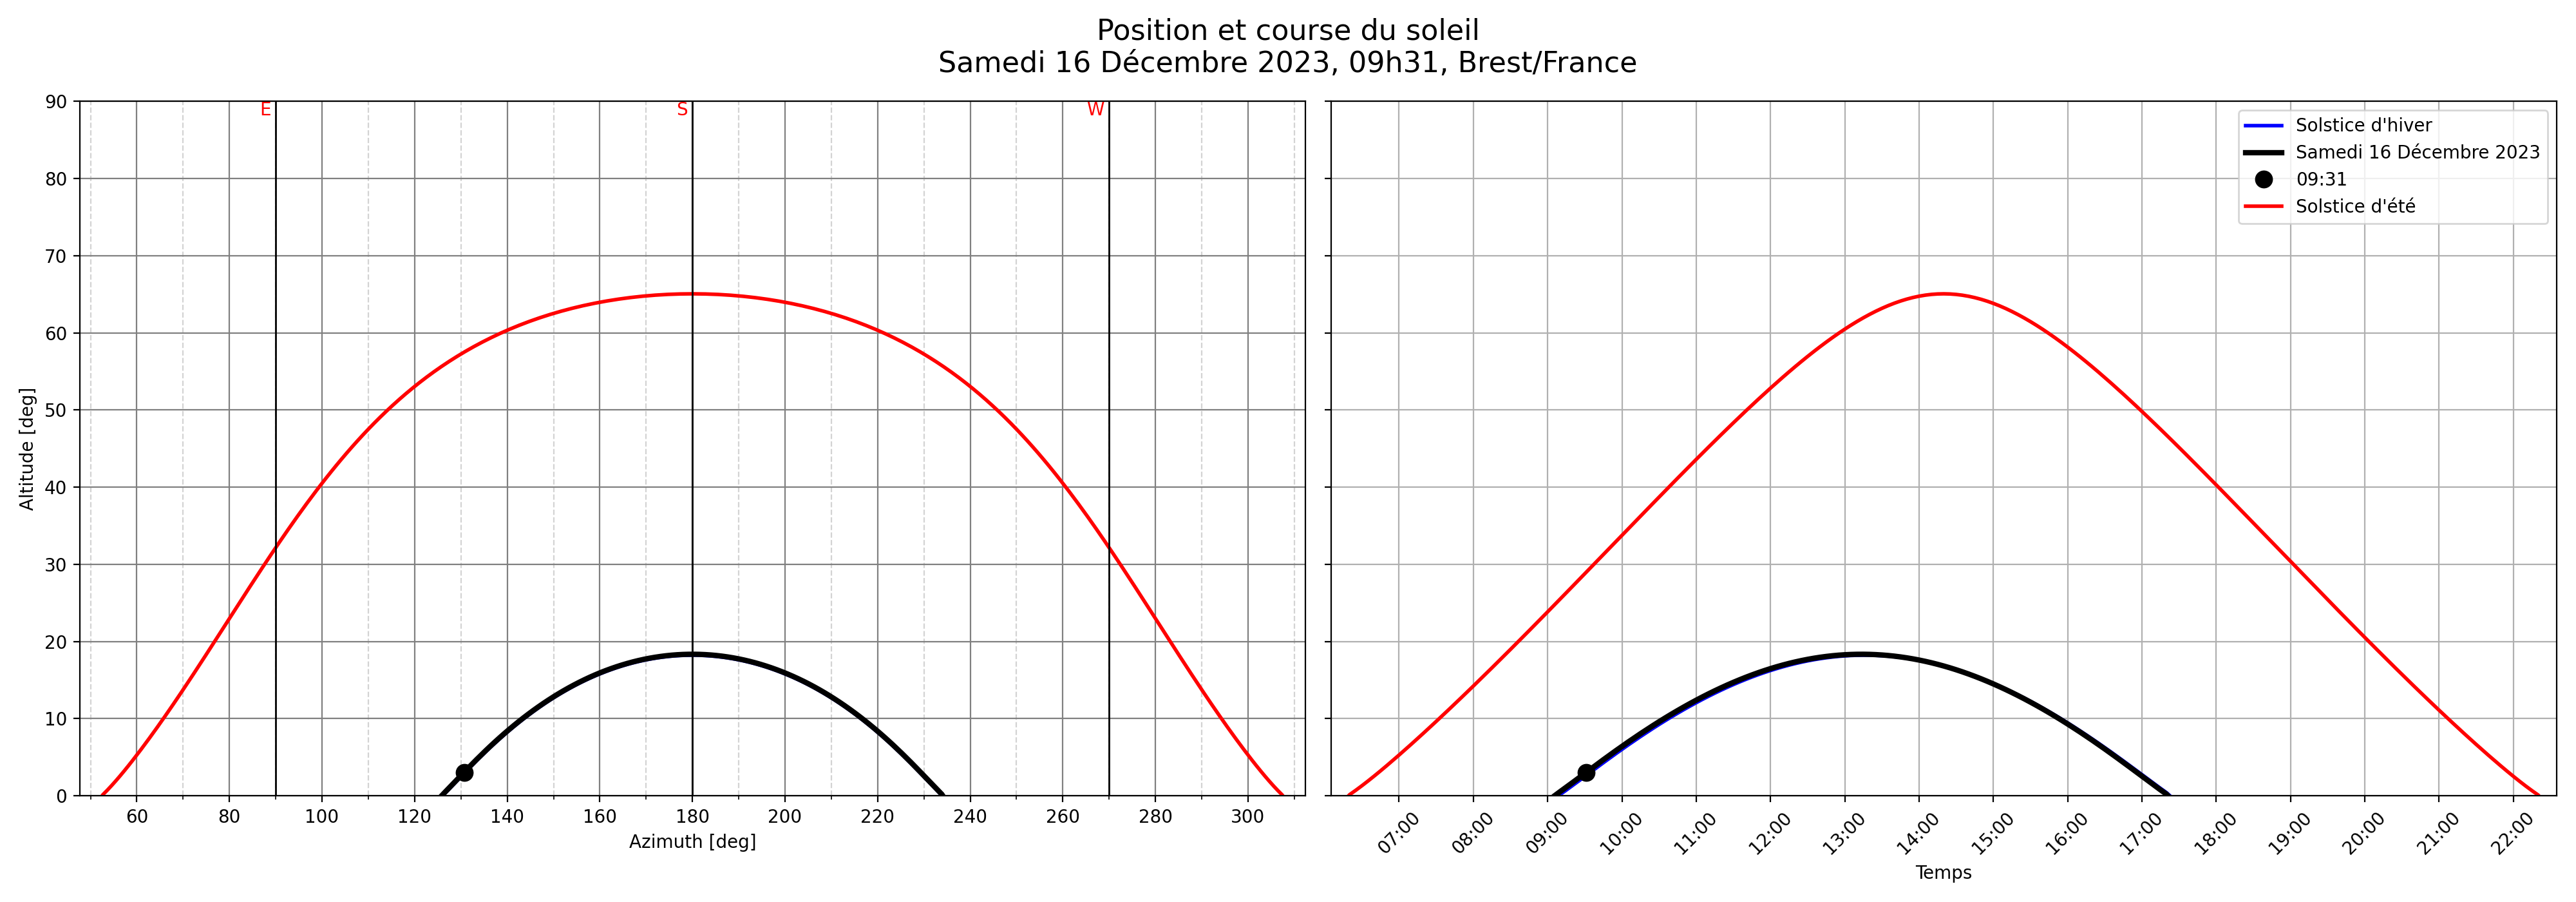 Position et course du soleil
Samedi 16 Décembre 2023, 09h31, Brest/France
E
S
W
90
80
70
60
50
40
30
20
10
0
Altitude [deg]
60 80 100 120 140 160 180 200 220 240 260 280 300
Azimuth [deg]
Solstice d'hiver
Samedi 16 Décembre 2023
09:31
Solstice d'été
07:00 08:00 09:00 10:00 11:00 12:00 13:00 14:00 15:00 16:00 17:00 18:00 19:00 20:00 21:00 22:00
Temps